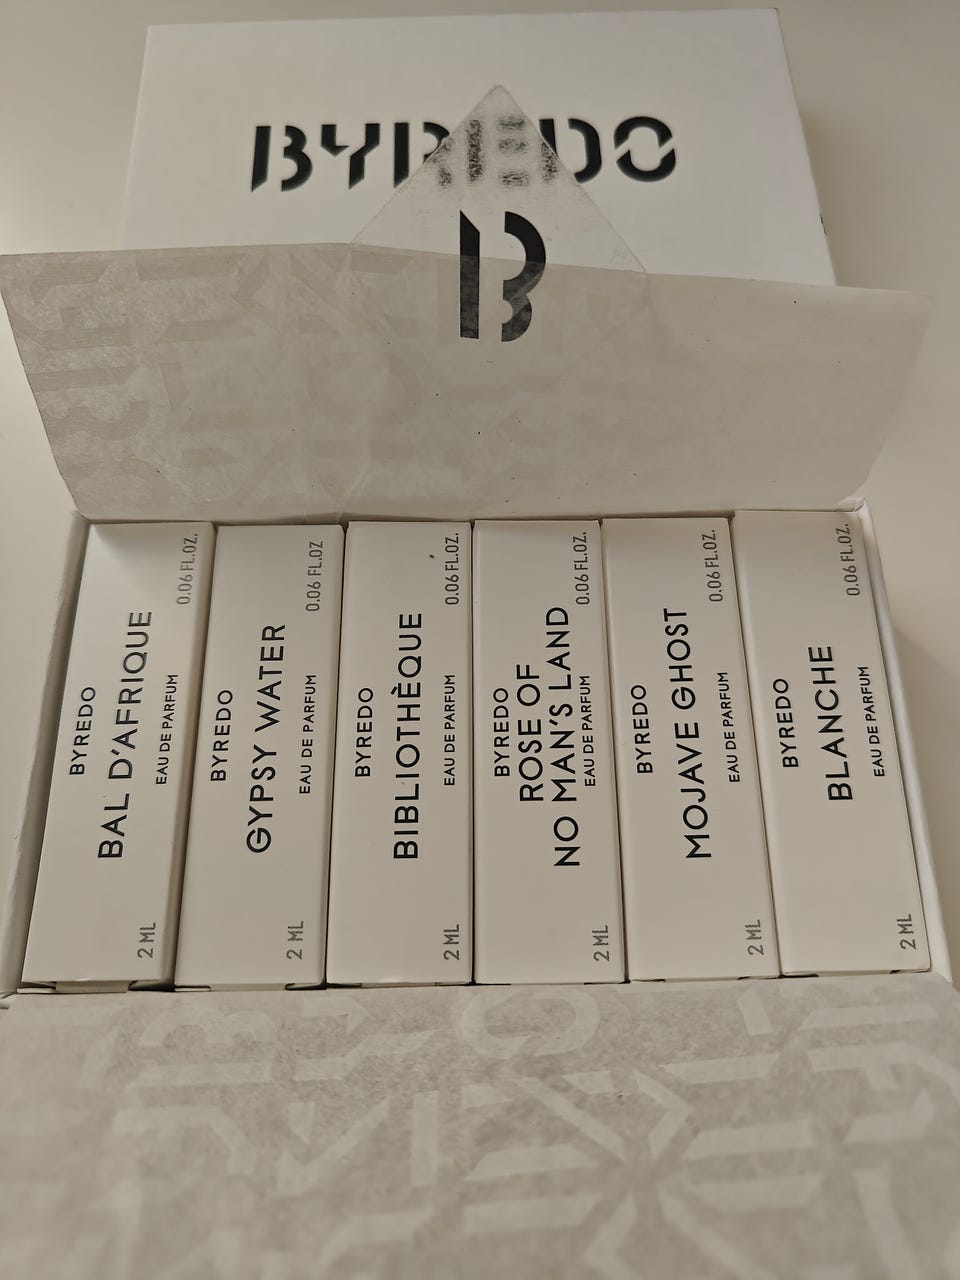 BYREDO
B
BYREDO
BAL D'AFRIQUE
EAU DE PARFUM
0.06 FL.OZ.
2 ML
BYREDO
GYPSY WATER
EAU DE PARFUM
0.06 FL.OZ
2 ML
BYREDO
BIBLIOTHÈQUE
EAU DE PARFUM
0.06 FL.OZ.
2 ML
BYREDO
ROSE OF
NO MAN'S LAND
EAU DE PARFUM
0.06 FL.OZ.
2 ML
BYREDO
MOJAVE GHOST
EAU DE PARFUM
0.06 FL.OZ.
2 ML
BYREDO
BLANCHE
EAU DE PARFUM
0.06 FL.OZ.
2 ML